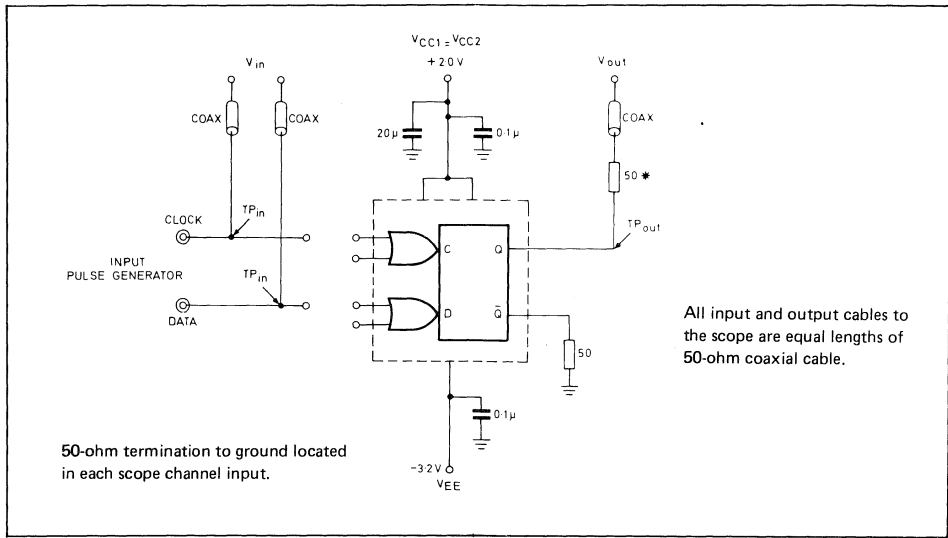 VCC1 = VCC2
+2·0 V
Vin
Vout
COAX
COAX
COAX
20µ
0·1µ
50 *
TPin
CLOCK
TPout
C
Q
INPUT
PULSE GENERATOR
TPin
D
Q̅
DATA
50
All input and output cables to
the scope are equal lengths of
50-ohm coaxial cable.
0·1µ
50-ohm termination to ground located
in each scope channel input.
−3·2 V
VEE